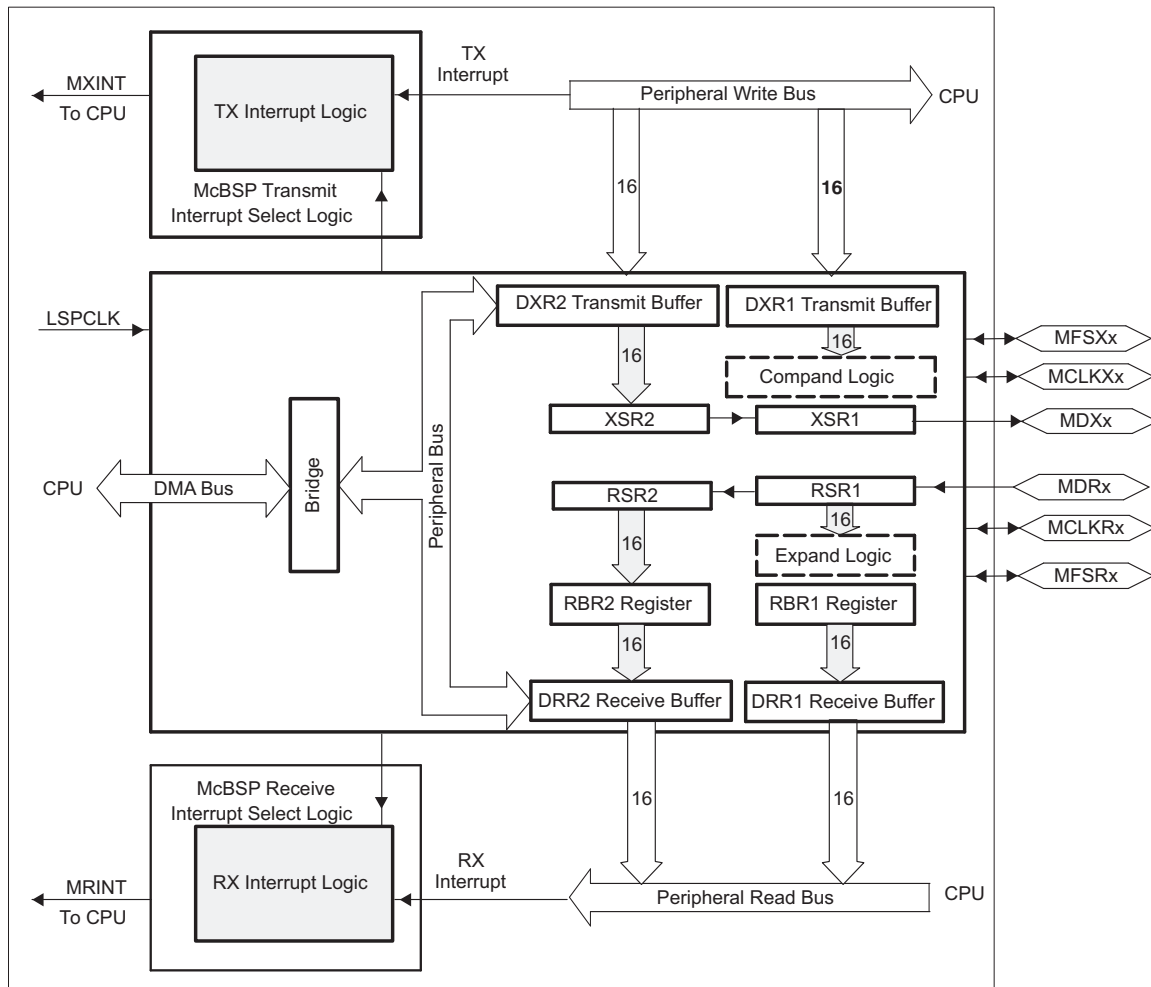 MXINT
To CPU
TX Interrupt Logic
McBSP Transmit
Interrupt Select Logic
TX
Interrupt
Peripheral Write Bus
CPU
16
16
LSPCLK
DXR2 Transmit Buffer
DXR1 Transmit Buffer
16
16
Compand Logic
XSR2
XSR1
MFSXx
MCLKXx
MDXx
CPU
DMA Bus
Bridge
Peripheral Bus
RSR2
RSR1
16
16
Expand Logic
RBR2 Register
RBR1 Register
16
16
DRR2 Receive Buffer
DRR1 Receive Buffer
MDRx
MCLKRx
MFSRx
16
16
McBSP Receive
Interrupt Select Logic
RX Interrupt Logic
MRINT
To CPU
RX
Interrupt
Peripheral Read Bus
CPU